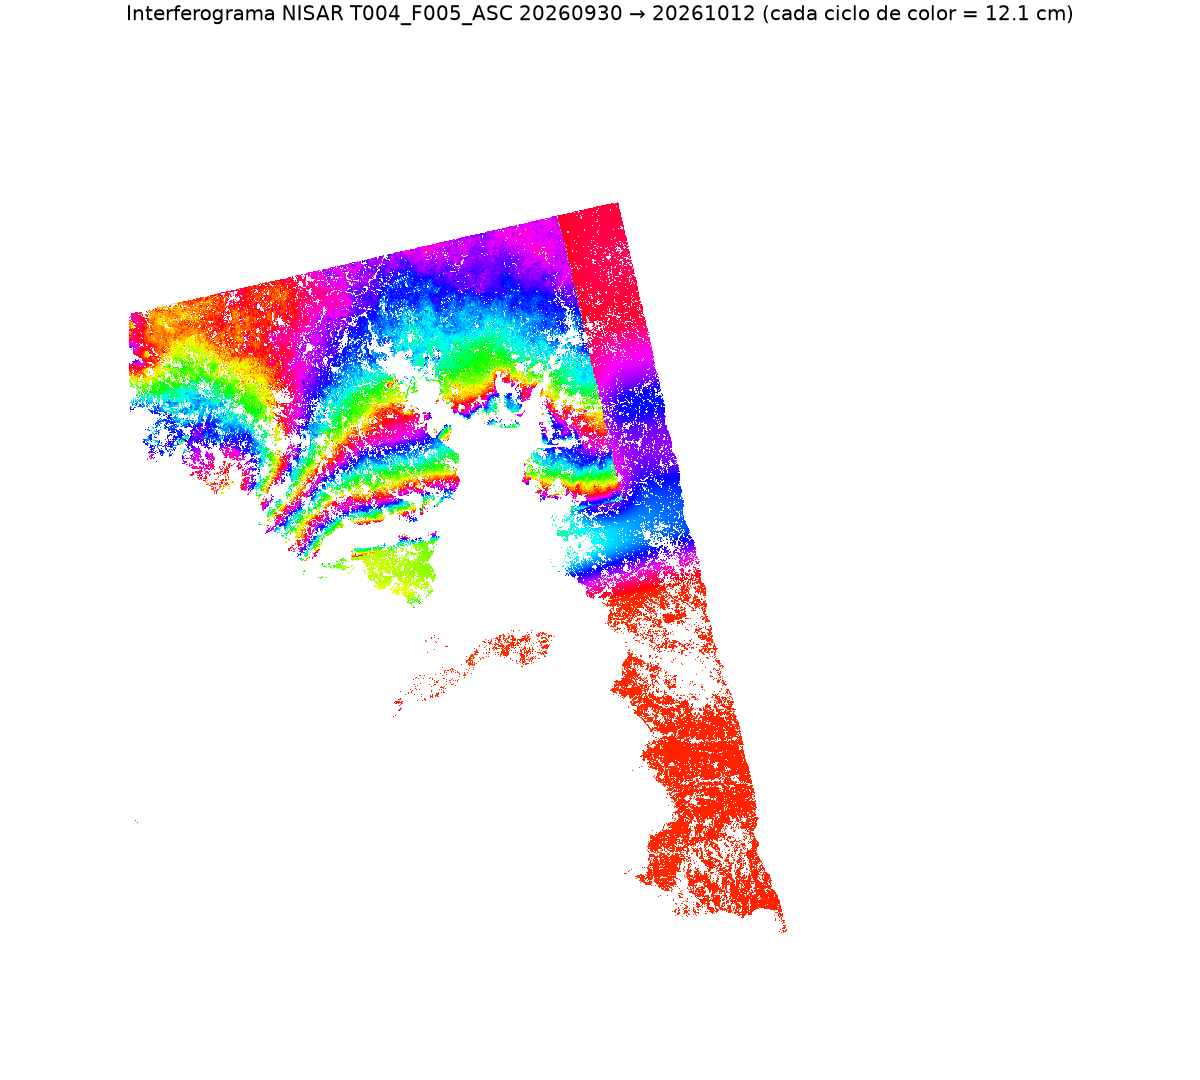 Interferograma NISAR T004_F005_ASC 20260930 → 20261012 (cada ciclo de color = 12.1 cm)